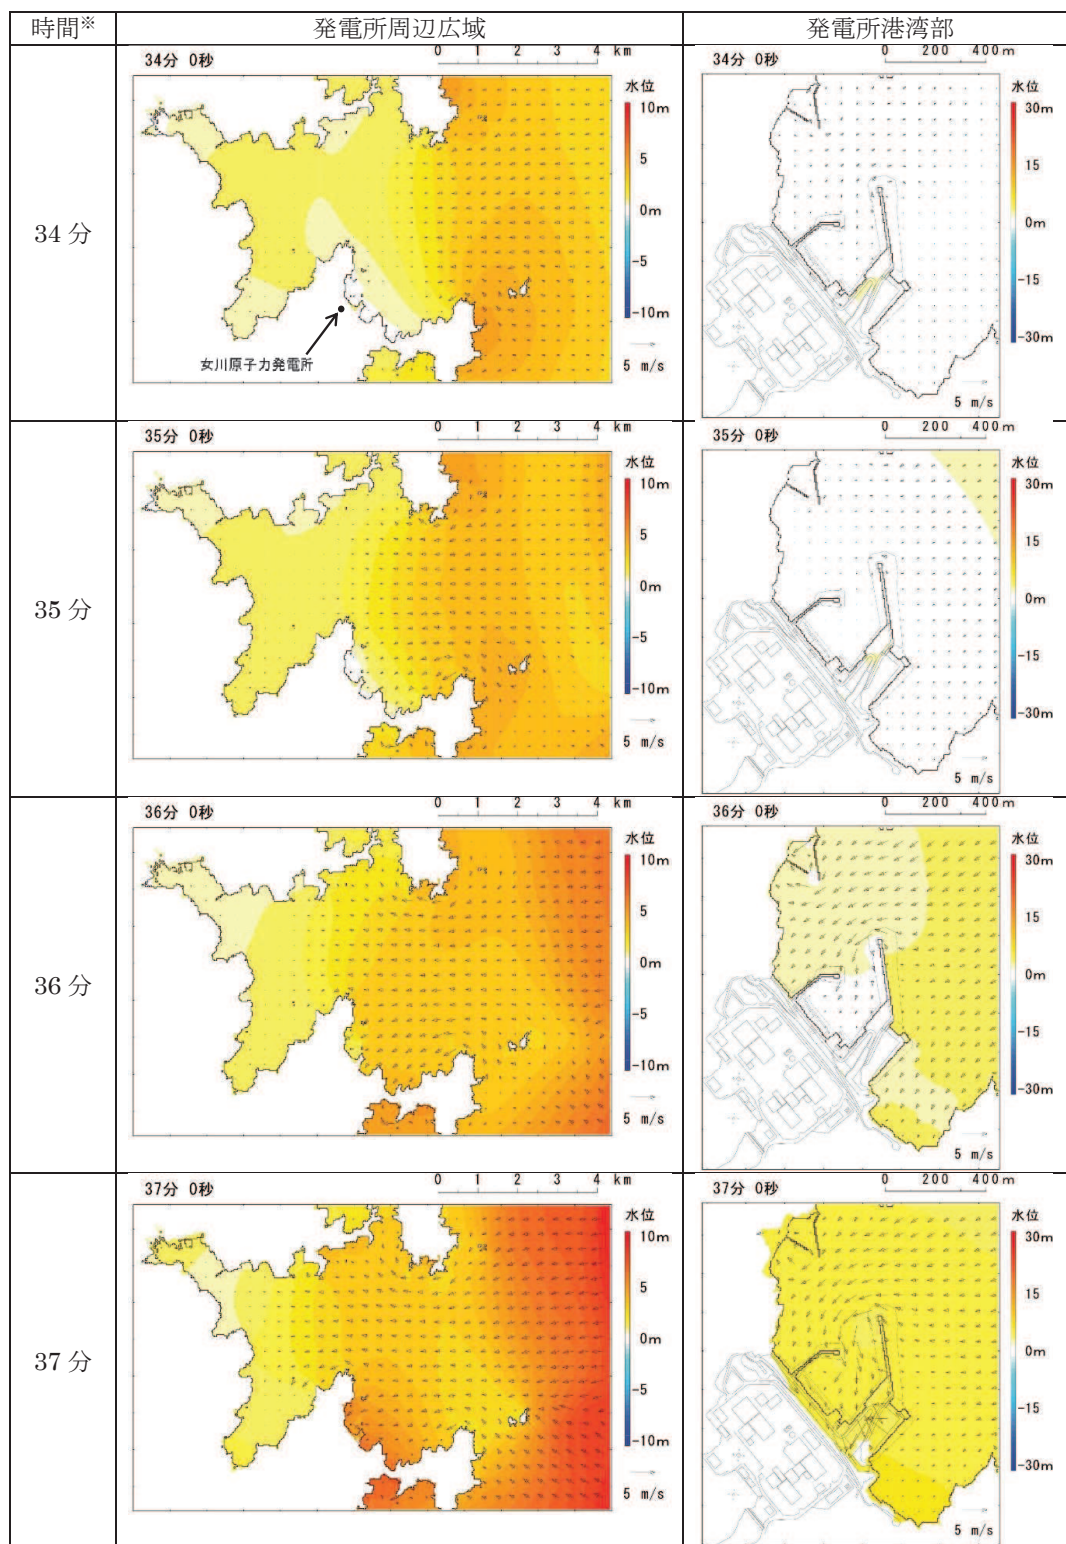 時間※
発電所周辺広域
発電所港湾部
34分
34分 0秒
0 1 2 3 4 km
水位
10m
5
0m
-5
-10m
5 m/s
女川原子力発電所
34分 0秒
0 200 400m
水位
30m
15
0m
-15
-30m
5 m/s
35分
35分 0秒
0 1 2 3 4 km
水位
10m
5
0m
-5
-10m
5 m/s
35分 0秒
0 200 400m
水位
30m
15
0m
-15
-30m
5 m/s
36分
36分 0秒
0 1 2 3 4 km
水位
10m
5
0m
-5
-10m
5 m/s
36分 0秒
0 200 400m
水位
30m
15
0m
-15
-30m
5 m/s
37分
37分 0秒
0 1 2 3 4 km
水位
10m
5
0m
-5
-10m
5 m/s
37分 0秒
0 200 400m
水位
30m
15
0m
-15
-30m
5 m/s